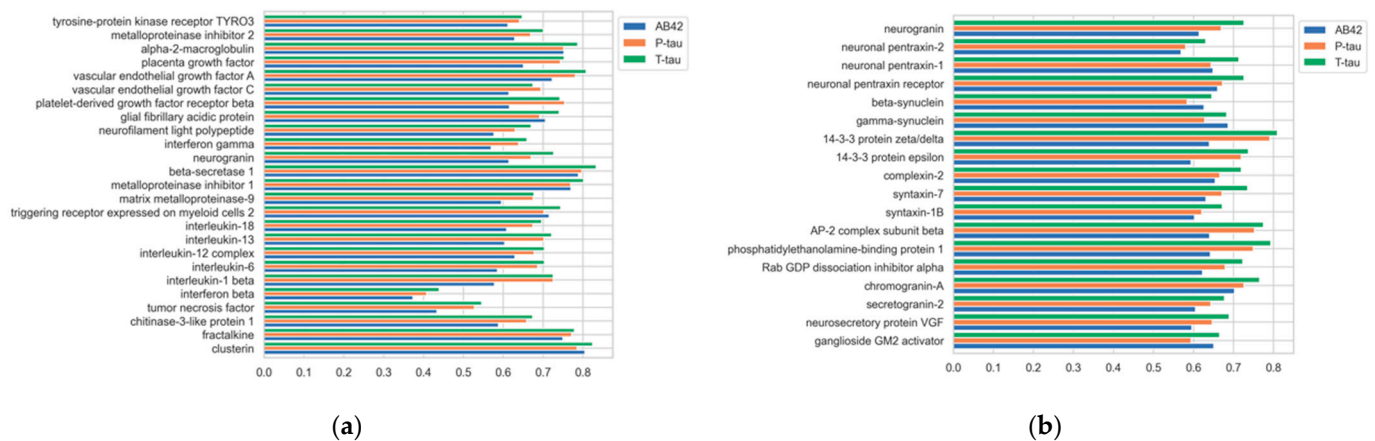 tyrosine-protein kinase receptor TYRO3
metalloproteinase inhibitor 2
alpha-2-macroglobulin
placenta growth factor
vascular endothelial growth factor A
vascular endothelial growth factor C
platelet-derived growth factor receptor beta
glial fibrillary acidic protein
neurofilament light polypeptide
interferon gamma
neurogranin
beta-secretase 1
metalloproteinase inhibitor 1
matrix metalloproteinase-9
triggering receptor expressed on myeloid cells 2
interleukin-18
interleukin-13
interleukin-12 complex
interleukin-6
interleukin-1 beta
interferon beta
tumor necrosis factor
chitinase-3-like protein 1
fractalkine
clusterin
0.0 0.1 0.2 0.3 0.4 0.5 0.6 0.7 0.8
AB42
P-tau
T-tau
(a)
neurogranin
neuronal pentraxin-2
neuronal pentraxin-1
neuronal pentraxin receptor
beta-synuclein
gamma-synuclein
14-3-3 protein zeta/delta
14-3-3 protein epsilon
complexin-2
syntaxin-7
syntaxin-1B
AP-2 complex subunit beta
phosphatidylethanolamine-binding protein 1
Rab GDP dissociation inhibitor alpha
chromogranin-A
secretogranin-2
neurosecretory protein VGF
ganglioside GM2 activator
0.0 0.1 0.2 0.3 0.4 0.5 0.6 0.7 0.8
AB42
P-tau
T-tau
(b)